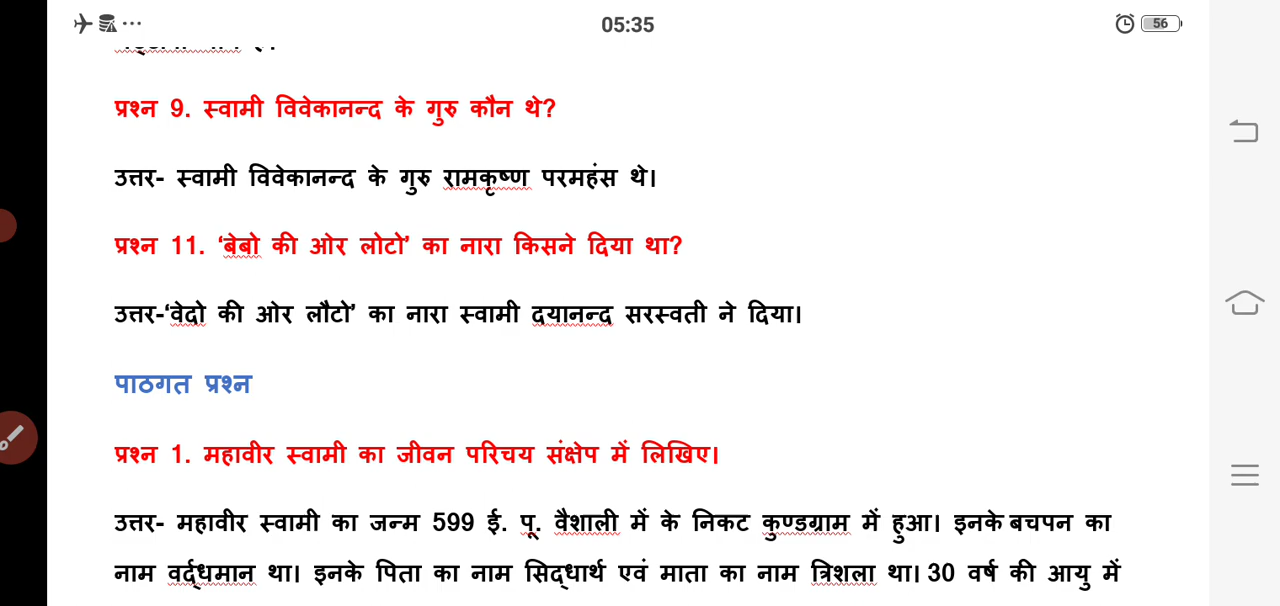 05:35
56
प्रश्न 9. स्वामी विवेकानन्द के गुरु कौन थे?
उत्तर- स्वामी विवेकानन्द के गुरु रामकृष्ण परमहंस थे।
प्रश्न 11. ‘बेबो की ओर लोटो’ का नारा किसने दिया था?
उत्तर-‘वेदो की ओर लौटो’ का नारा स्वामी दयानन्द सरस्वती ने दिया।
पाठगत प्रश्न
प्रश्न 1. महावीर स्वामी का जीवन परिचय संक्षेप में लिखिए।
उत्तर- महावीर स्वामी का जन्म 599 ई. पू. वैशाली में के निकट कुण्डग्राम में हुआ। इनके बचपन का
नाम वर्द्धमान था। इनके पिता का नाम सिद्धार्थ एवं माता का नाम त्रिशला था। 30 वर्ष की आयु में